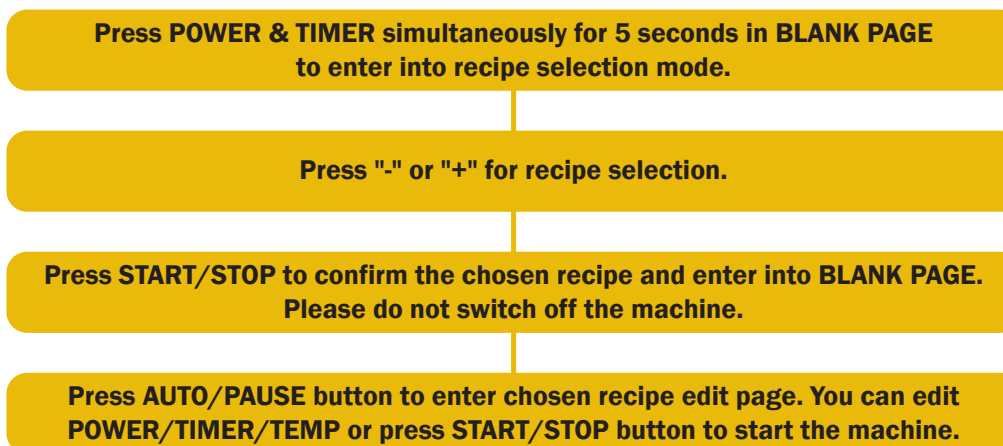 Press POWER & TIMER simultaneously for 5 seconds in BLANK PAGE
to enter into recipe selection mode.
Press "-" or "+" for recipe selection.
Press START/STOP to confirm the chosen recipe and enter into BLANK PAGE.
Please do not switch off the machine.
Press AUTO/PAUSE button to enter chosen recipe edit page. You can edit
POWER/TIMER/TEMP or press START/STOP button to start the machine.